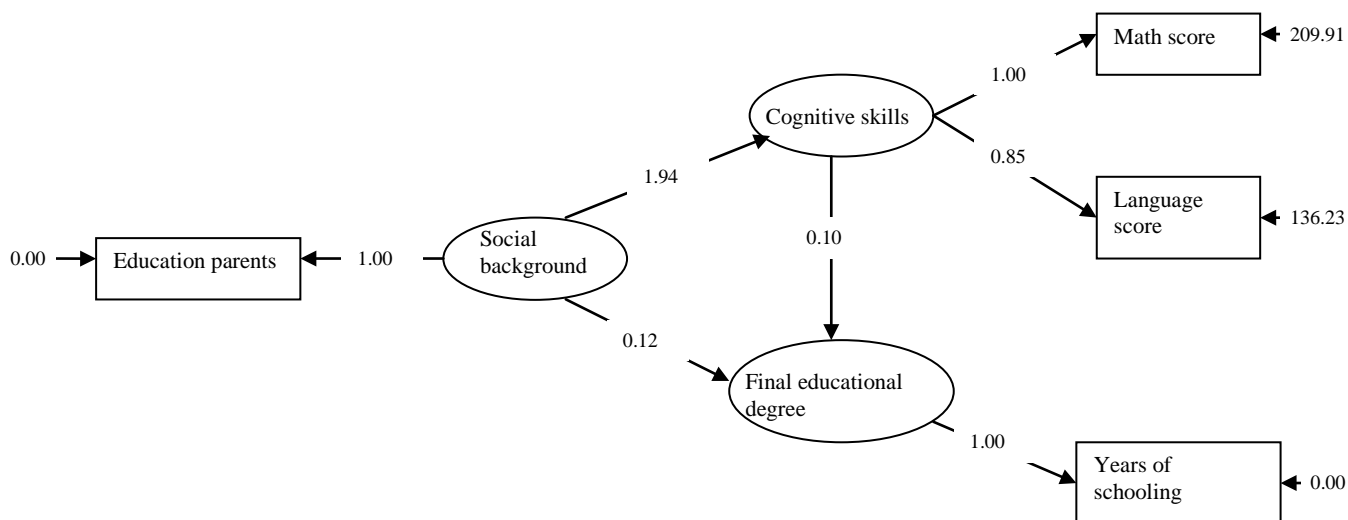 Math score
209.91
1.00
Cognitive skills
0.85
1.94
Language
score
136.23
0.10
Social
background
0.00
Education parents
1.00
0.12
Final educational
degree
1.00
Years of
schooling
0.00